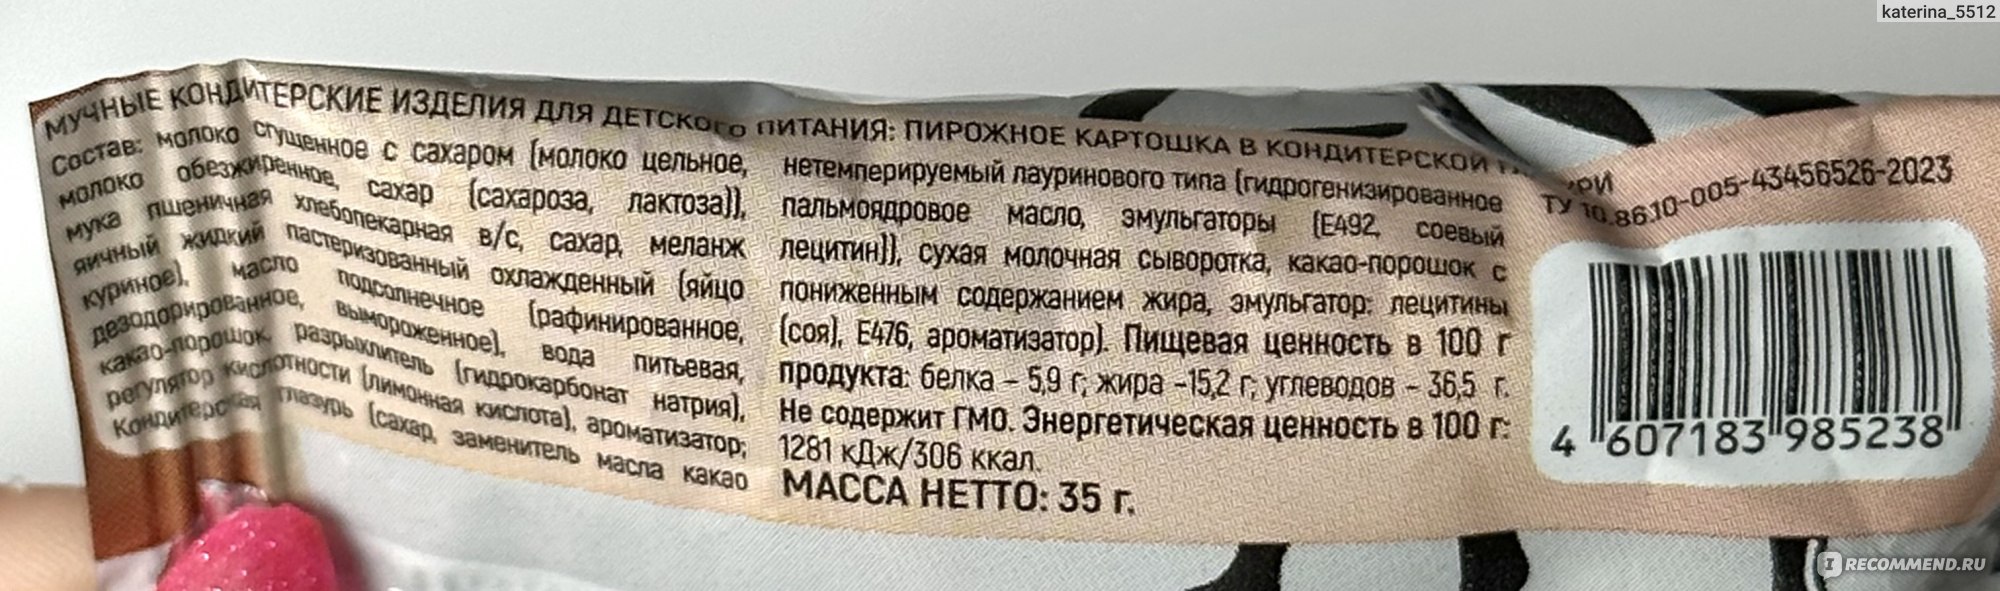 katerina_5512
МУЧНЫЕ КОНДИТЕРСКИЕ ИЗДЕЛИЯ ДЛЯ ДЕТСКОГО ПИТАНИЯ: ПИРОЖНОЕ КАРТОШКА В КОНДИТЕРСКОЙ
Состав: молоко сгущенное с сахаром (молоко цельное,
молоко обезжиренное, сахар (сахароза, лактоза)),
мука пшеничная хлебопекарная в/с, сахар, меланж
яичный жидкий пастеризованный охлажденный (яйцо
куриное), масло подсолнечное (рафинированное,
дезодорированное, вымороженное), вода питьевая,
какао-порошок, разрыхлитель (гидрокарбонат натрия),
регулятор кислотности (лимонная кислота), ароматизатор;
Кондитерская глазурь (сахар, заменитель масла какао
нетемперируемый лауринового типа (гидрогенизированное
пальмоядровое масло, эмульгаторы (Е492, соевый
лецитин)), сухая молочная сыворотка, какао-порошок с
пониженным содержанием жира, эмульгатор: лецитины
(соя), Е476, ароматизатор). Пищевая ценность в 100 г
продукта: белка – 5,9 г; жира –15,2 г; углеводов – 36,5 г.
Не содержит ГМО. Энергетическая ценность в 100 г:
1281 кДж/306 ккал.
МАССА НЕТТО: 35 г.
ТУ 10.86.10-005-43456526-2023
4 607183 985238
RECOMMEND.RU